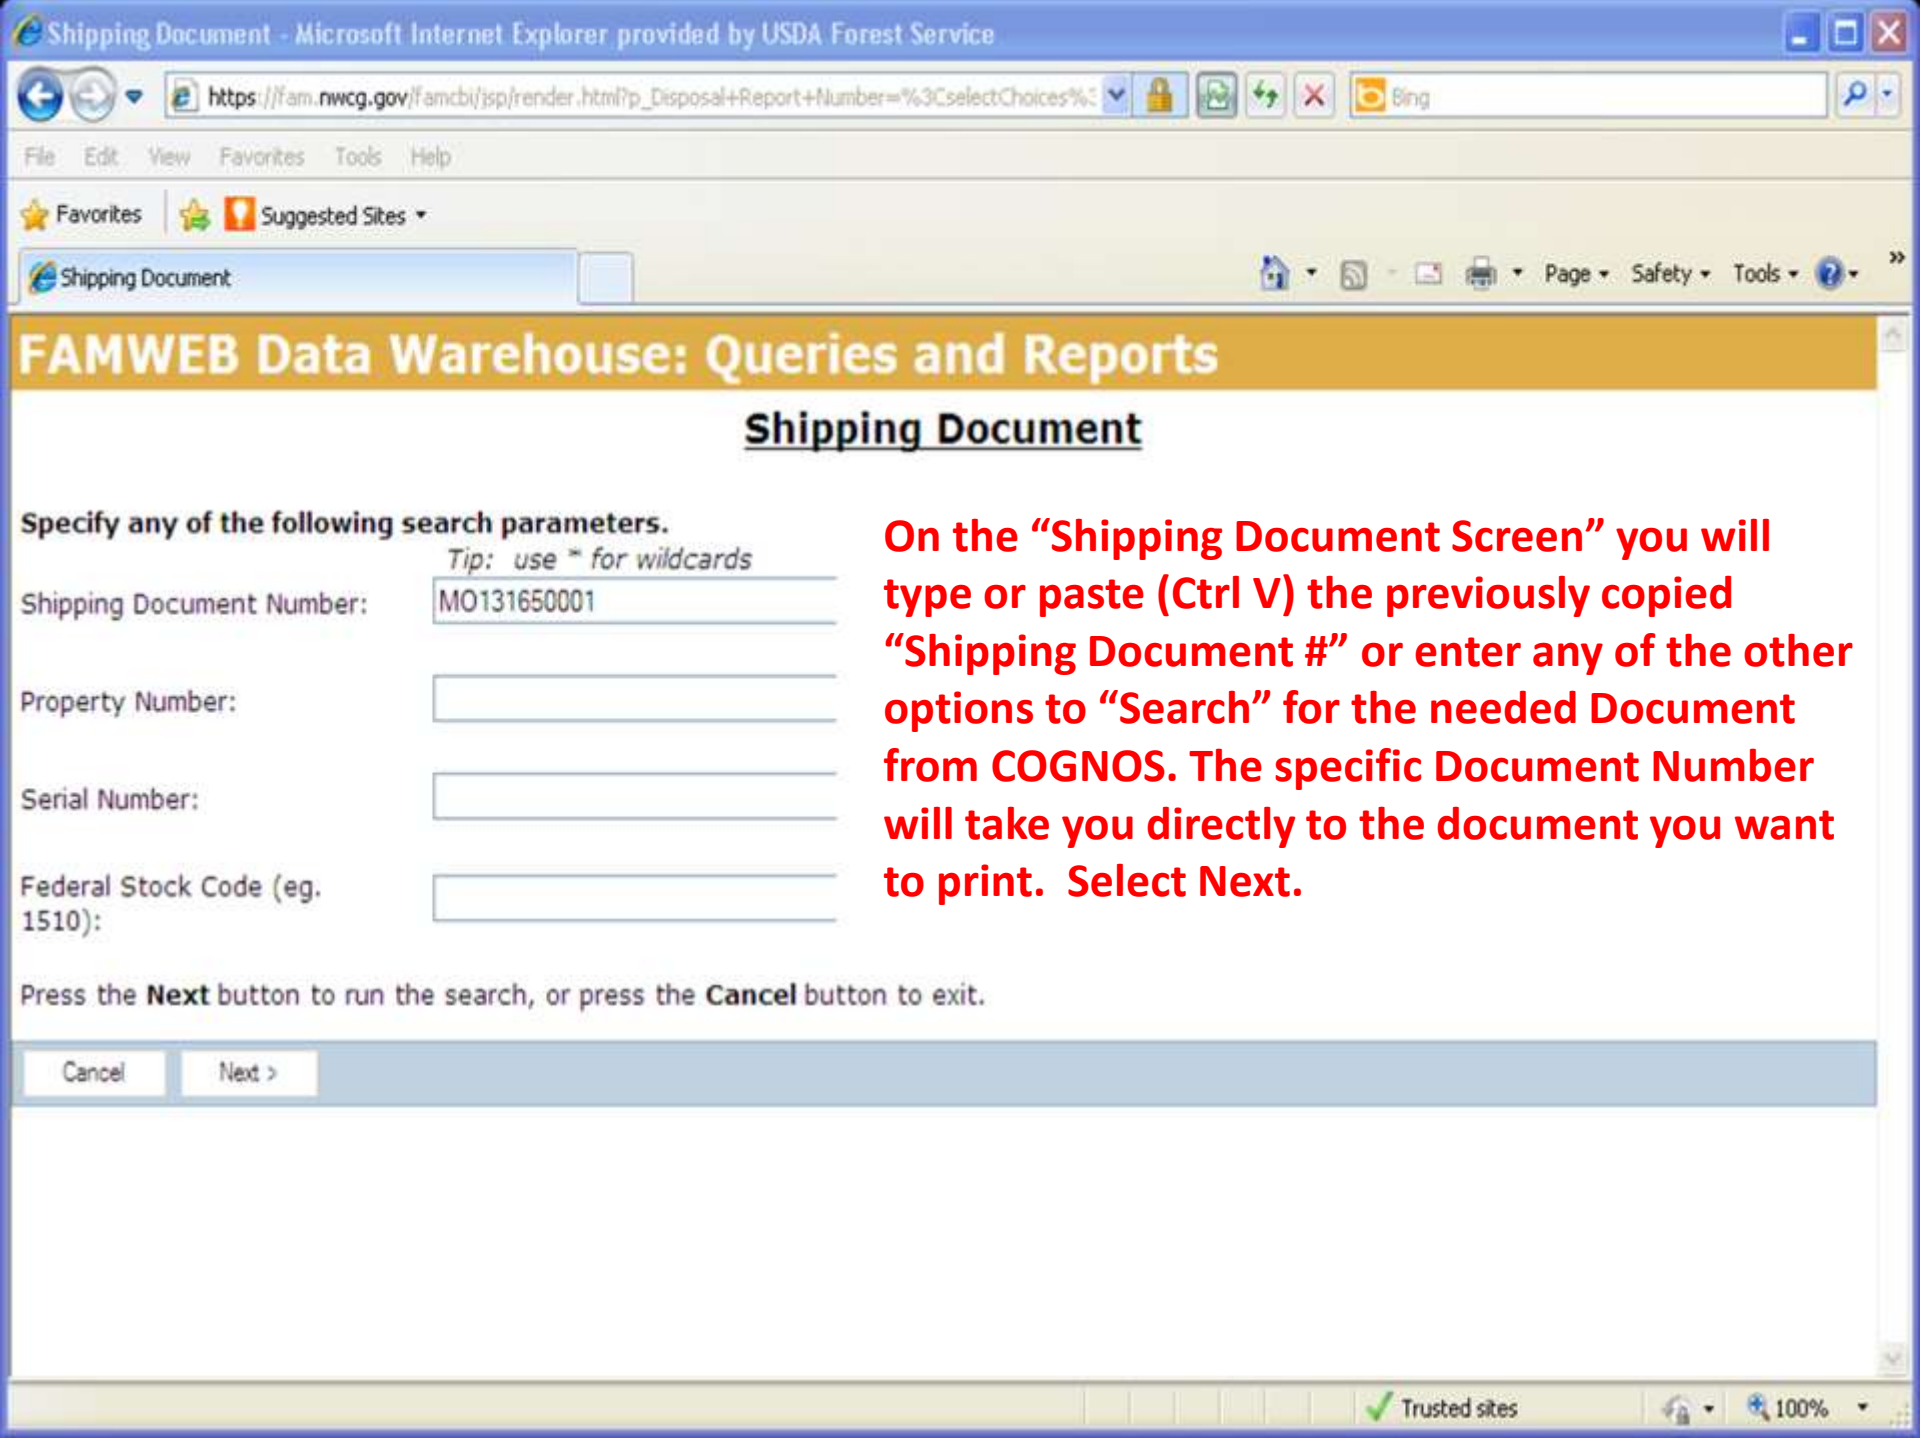 Shipping Document - Microsoft Internet Explorer provided by USDA Forest Service
https://fam.nwcg.gov/famcbi/jsp/render.html?p_Disposal+Report+Number=%3CselectChoices%3
Bing
File Edit View Favorites Tools Help
Favorites Suggested Sites
Shipping Document
Page Safety Tools
FAMWEB Data Warehouse: Queries and Reports
Shipping Document
Specify any of the following search parameters.
Tip: use * for wildcards
Shipping Document Number: MO131650001
Property Number:
Serial Number:
Federal Stock Code (eg.
1510):
On the “Shipping Document Screen” you will
type or paste (Ctrl V) the previously copied
“Shipping Document #” or enter any of the other
options to “Search” for the needed Document
from COGNOS. The specific Document Number
will take you directly to the document you want
to print. Select Next.
Press the Next button to run the search, or press the Cancel button to exit.
Cancel Next >
Trusted sites 100%